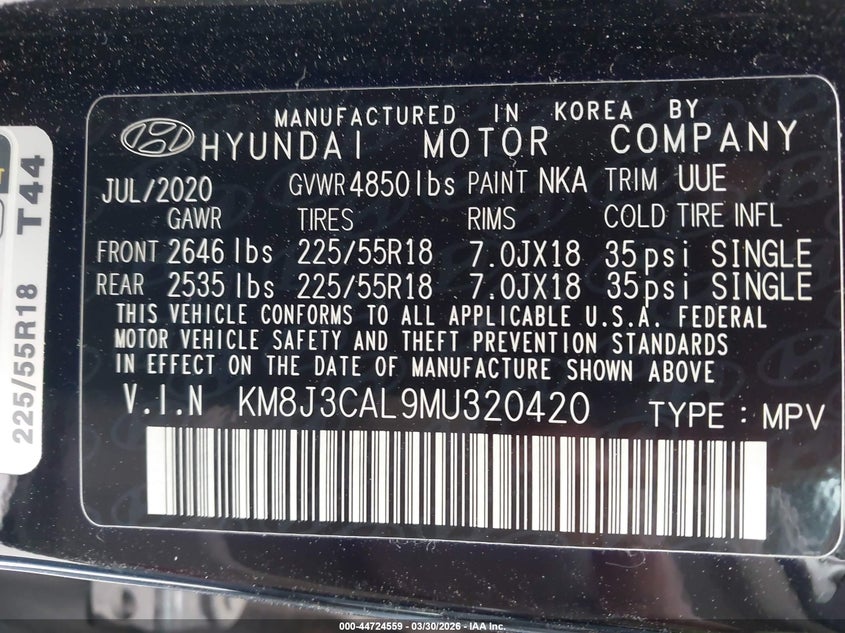 MANUFACTURED IN KOREA BY
HYUNDAI MOTOR COMPANY
JUL/2020 GVWR 4850 lbs PAINT NKA TRIM UUE
GAWR TIRES RIMS COLD TIRE INFL
FRONT 2646 lbs 225/55R18 7.0JX18 35psi SINGLE
REAR 2535 lbs 225/55R18 7.0JX18 35psi SINGLE
THIS VEHICLE CONFORMS TO ALL APPLICABLE U.S.A. FEDERAL
MOTOR VEHICLE SAFETY AND THEFT PREVENTION STANDARDS
IN EFFECT ON THE DATE OF MANUFACTURE SHOWN ABOVE
V.I.N KM8J3CAL9MU320420 TYPE : MPV
225/55R18 T44
000-44724559 - 03/30/2026 - IAA Inc.